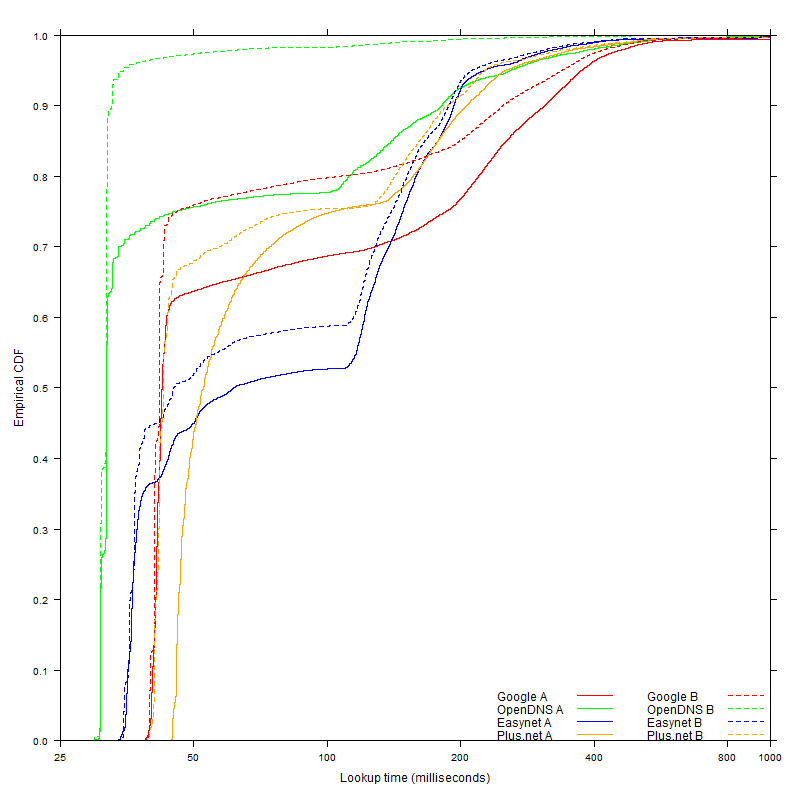 1.0
0.9
0.8
0.7
0.6
0.5
0.4
0.3
0.2
0.1
0.0
Empirical CDF
Google A Google B
OpenDNS A OpenDNS B
Easynet A Easynet B
Plus.net A Plus.net B
25 50 100 200 400 800 1000
Lookup time (milliseconds)